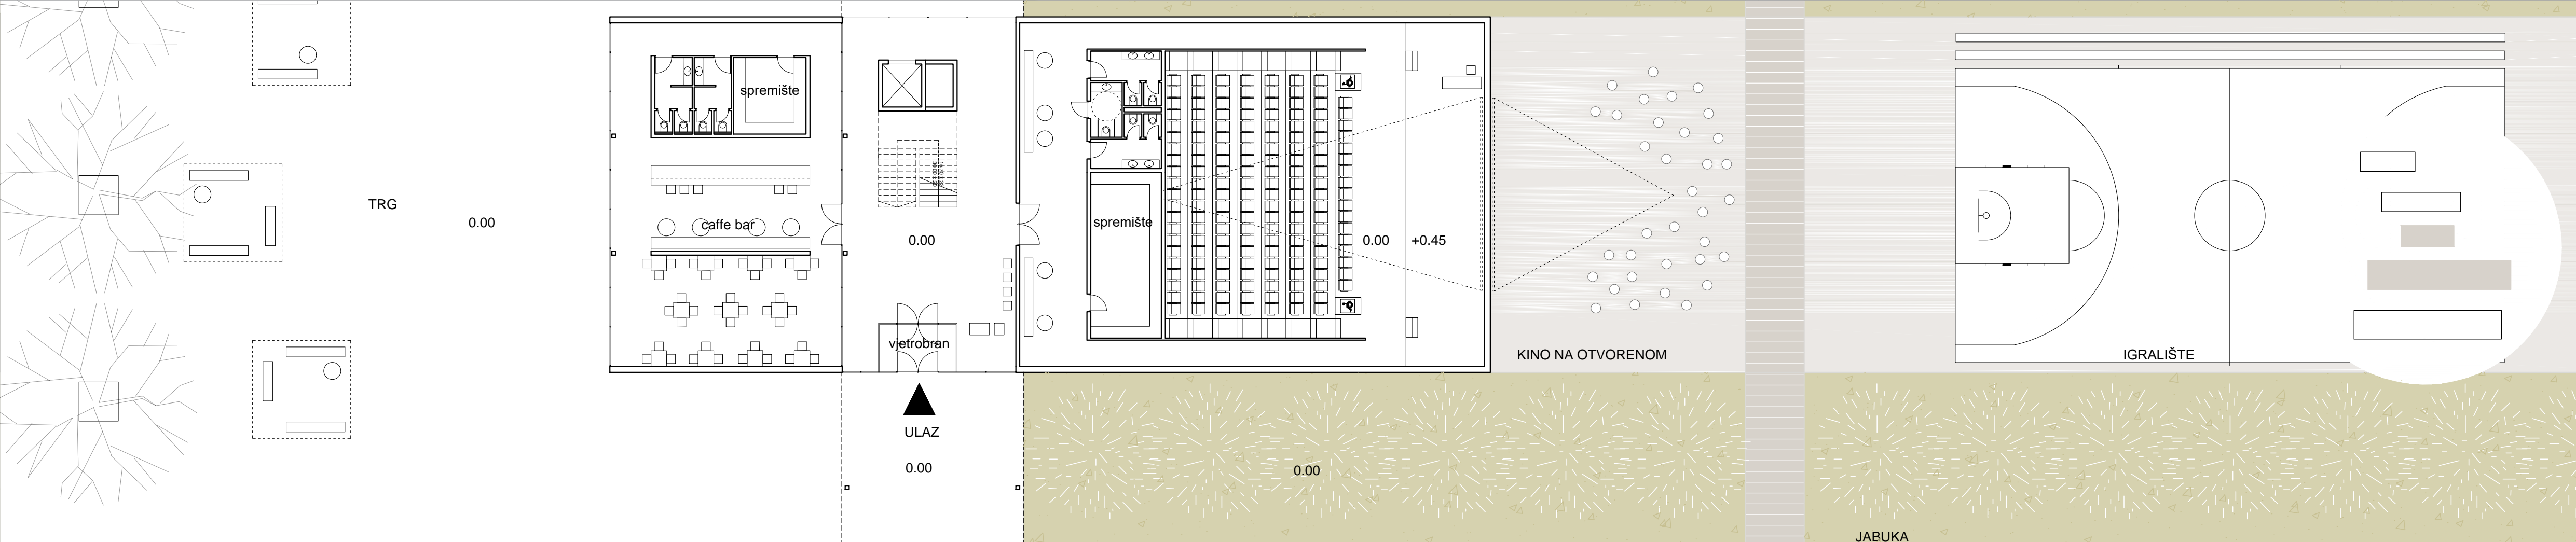 spremište
TRG
0.00
caffe bar
0.00
spremište
0.00
+0.45
vjetrobran
KINO NA OTVORENOM
IGRALIŠTE
ULAZ
0.00
0.00
JABUKA